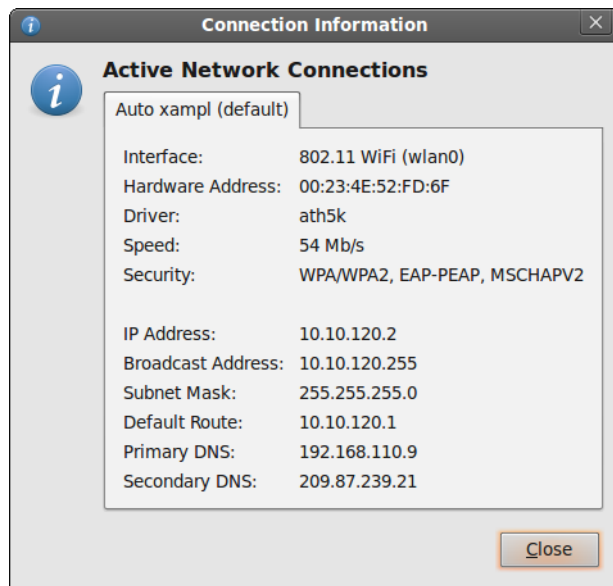 Connection Information
Active Network Connections
Auto xampl (default)
Interface: 802.11 WiFi (wlan0)
Hardware Address: 00:23:4E:52:FD:6F
Driver: ath5k
Speed: 54 Mb/s
Security: WPA/WPA2, EAP-PEAP, MSCHAPV2
IP Address: 10.10.120.2
Broadcast Address: 10.10.120.255
Subnet Mask: 255.255.255.0
Default Route: 10.10.120.1
Primary DNS: 192.168.110.9
Secondary DNS: 209.87.239.21
Close